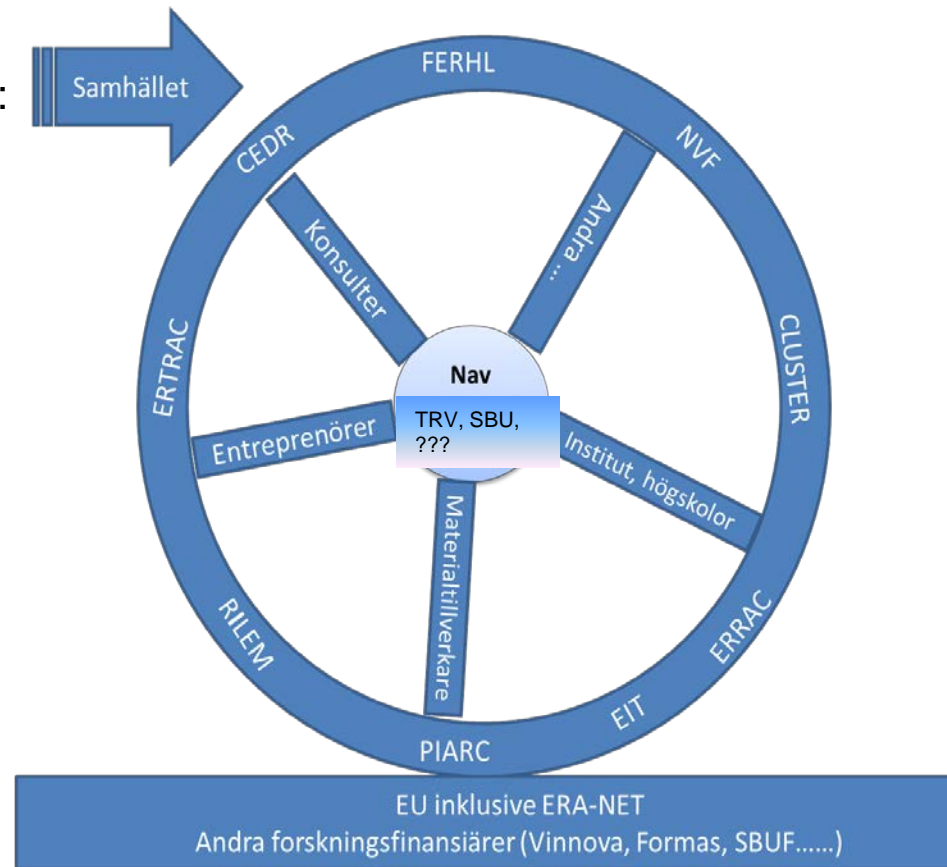 :
Samhället
FERHL
NVF
CLUSTER
ERRAC
EIT
PIARC
RILEM
ERTRAC
CEDR
Konsulter
Andra ...
Entreprenörer
Nav
TRV, SBU,
???
Institut, högskolor
Materialtillverkare
EU inklusive ERA-NET
Andra forskningsfinansiärer (Vinnova, Formas, SBUF......)